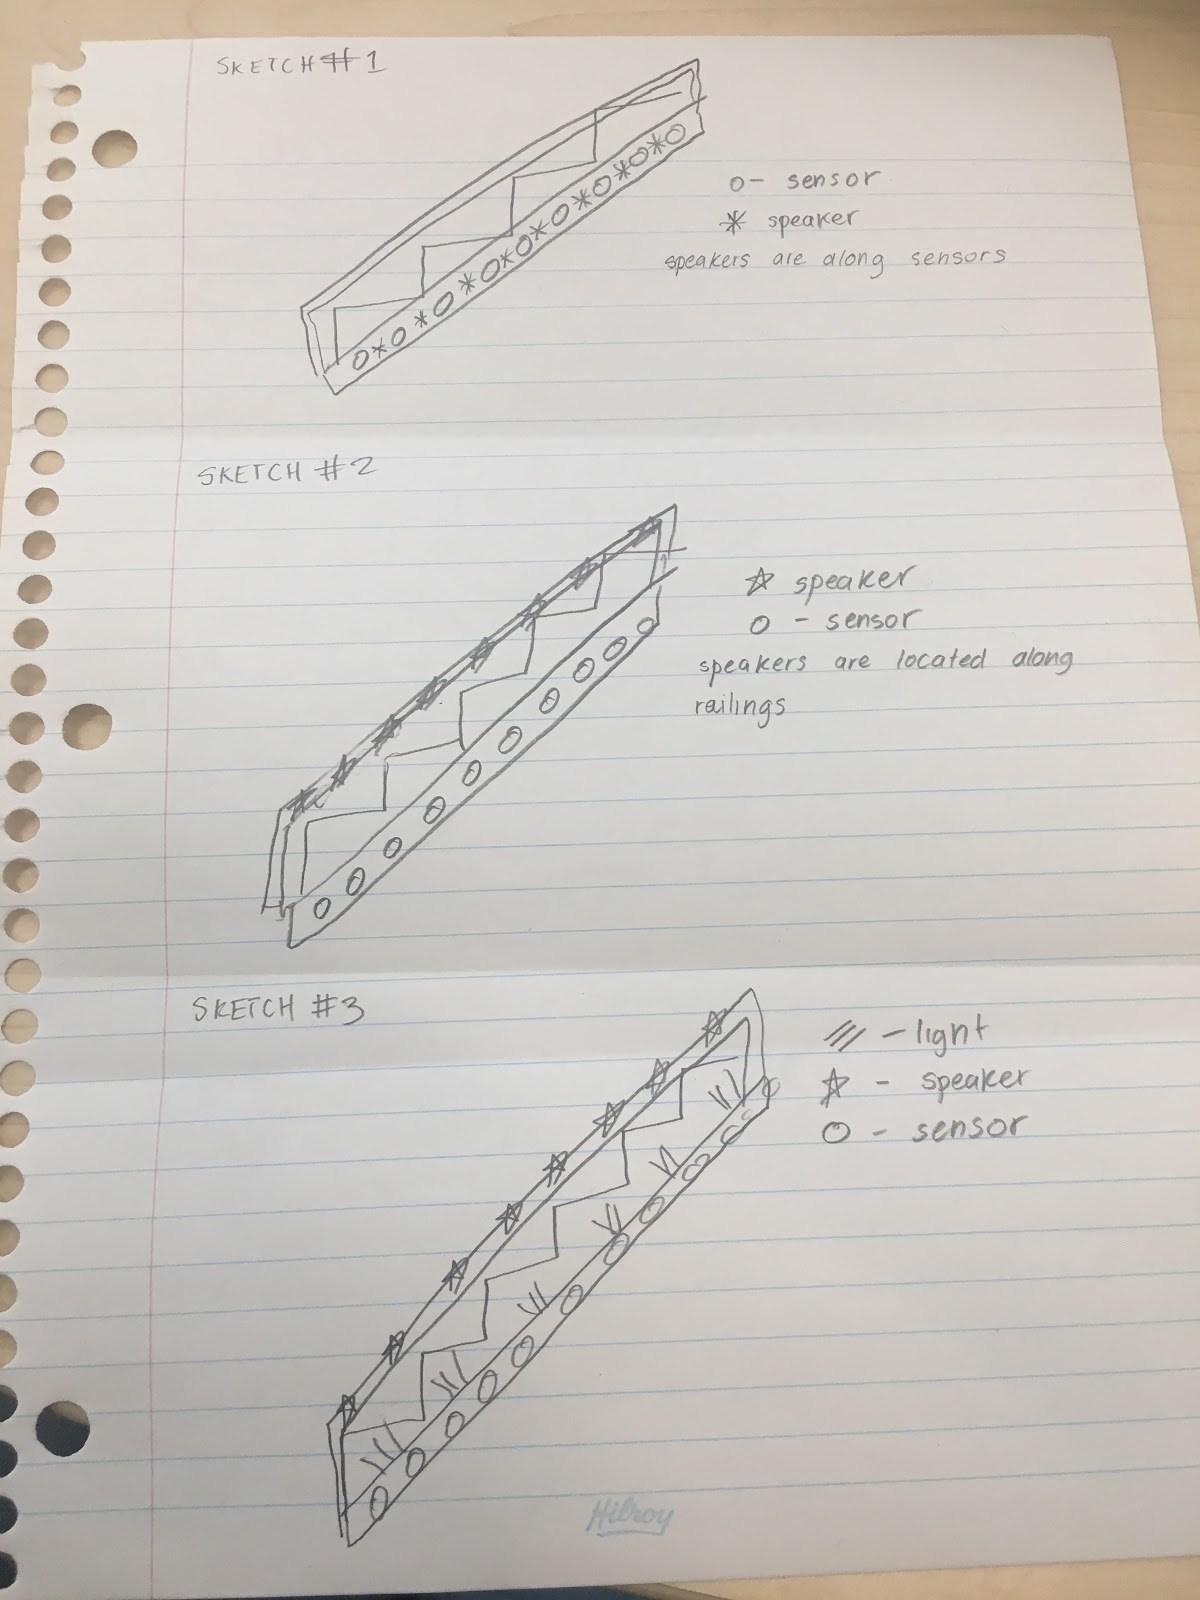 SKETCH #1
o- sensor
* speaker
speakers are along sensors
SKETCH #2
☆ speaker
o - sensor
speakers are located along
railings
SKETCH #3
/// - light
☆ - speaker
O - sensor
Hilroy